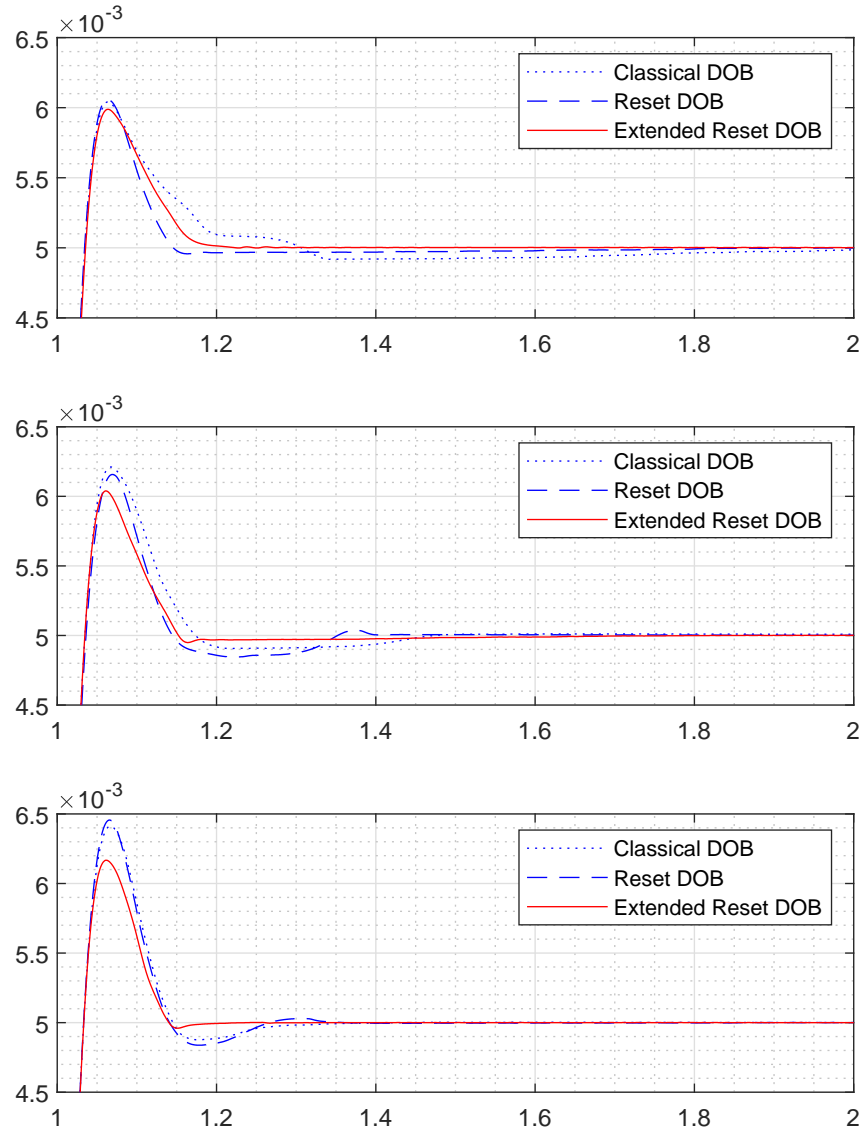 ×10-3
6.5
Classical DOB
6
Reset DOB
Extended Reset DOB
5.5
5
4.5
1 1.2 1.4 1.6 1.8 2
×10-3
6.5
Classical DOB
6
Reset DOB
Extended Reset DOB
5.5
5
4.5
1 1.2 1.4 1.6 1.8 2
×10-3
6.5
Classical DOB
6
Reset DOB
Extended Reset DOB
5.5
5
4.5
1 1.2 1.4 1.6 1.8 2